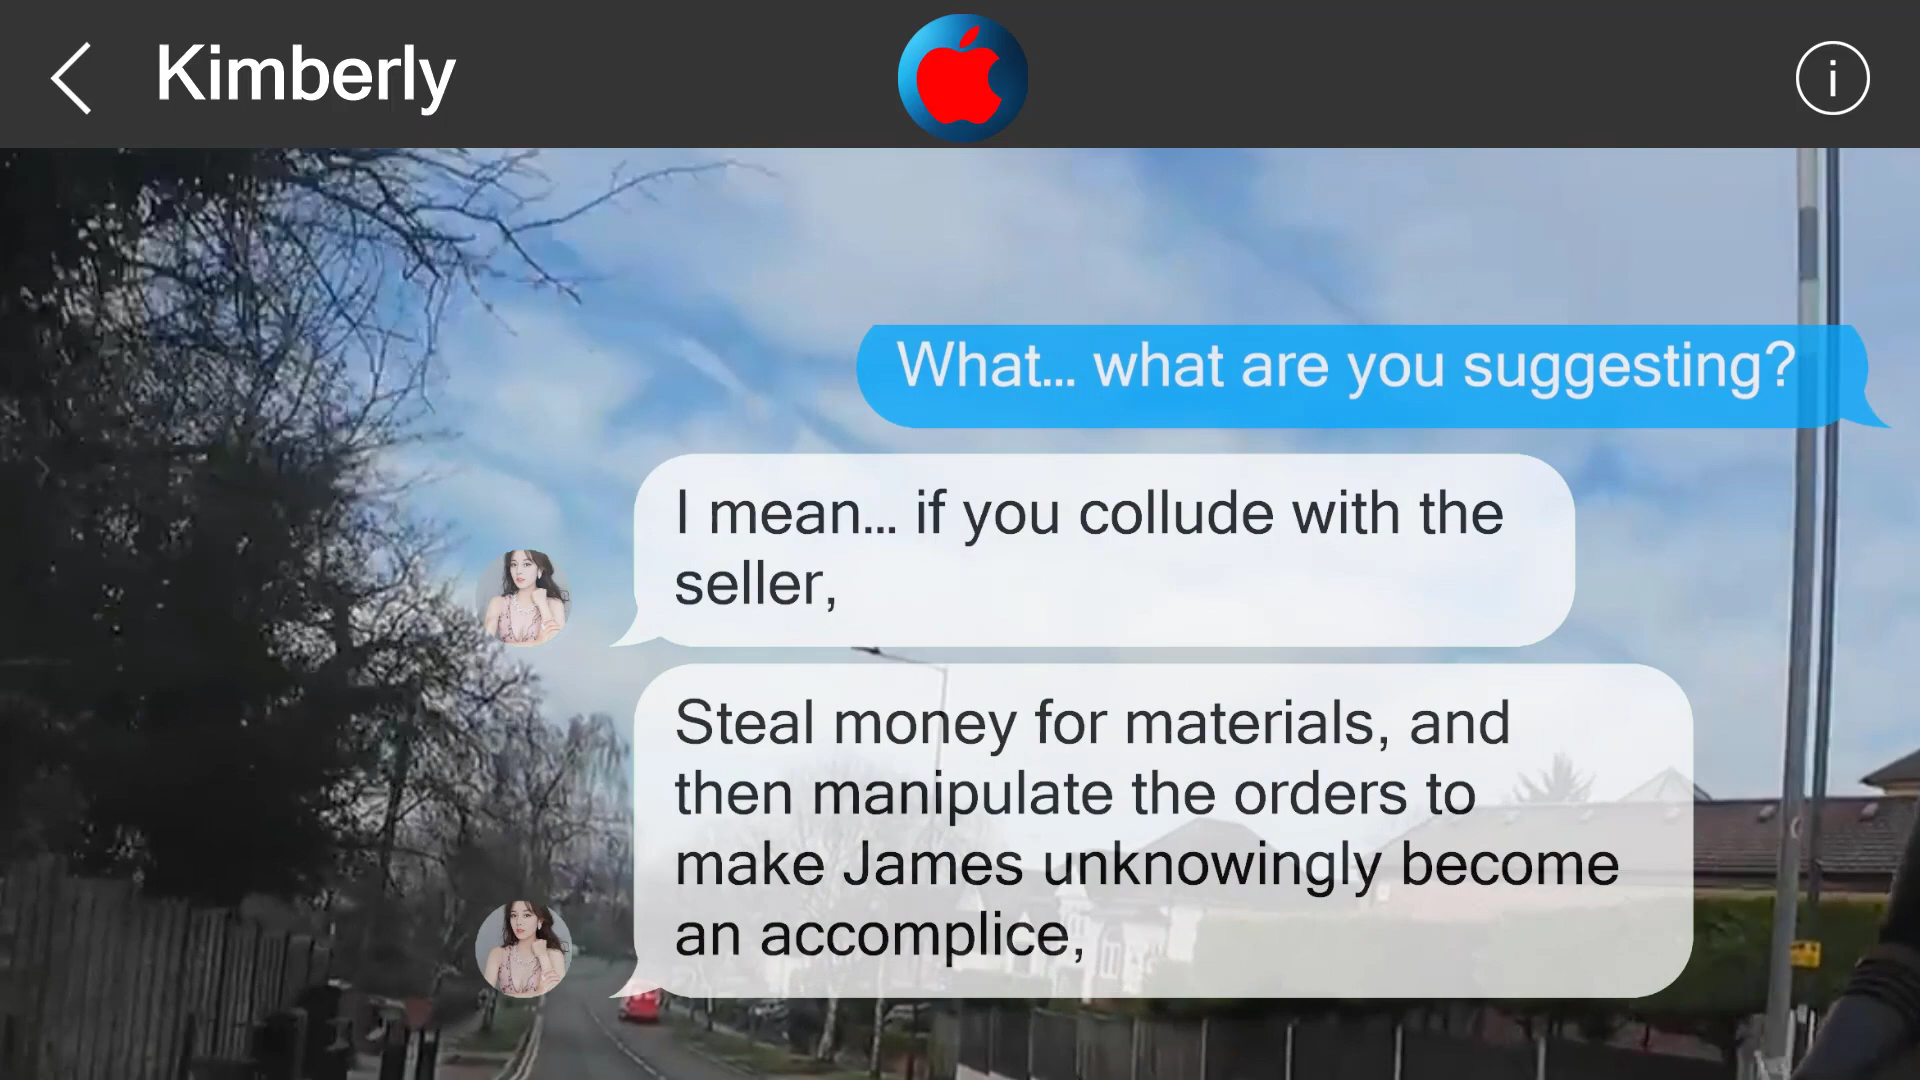 Kimberly
i
What... what are you suggesting?
I mean... if you collude with the
seller,
Steal money for materials, and
then manipulate the orders to
make James unknowingly become
an accomplice,